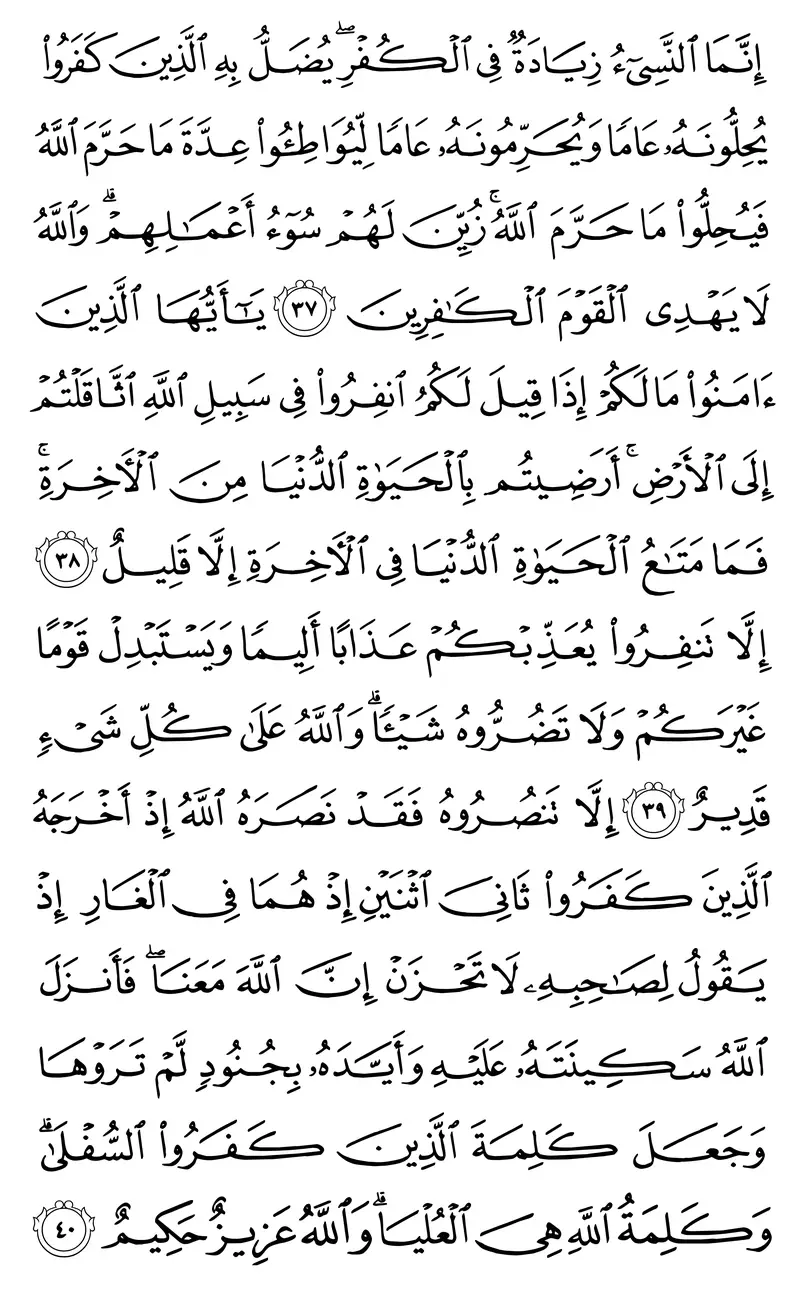 إِنَّمَا ٱلنَّسِيٓءُ زِيَادَةٌ فِي ٱلۡكُفۡرِۖ يُضَلُّ بِهِ ٱلَّذِينَ كَفَرُواْ
يُحِلُّونَهُۥ عَامٗا وَيُحَرِّمُونَهُۥ عَامٗا لِّيُوَاطِـُٔواْ عِدَّةَ مَا حَرَّمَ ٱللَّهُ
فَيُحِلُّواْ مَا حَرَّمَ ٱللَّهُۚ زُيِّنَ لَهُمۡ سُوٓءُ أَعۡمَٰلِهِمۡۗ وَٱللَّهُ
لَا يَهۡدِي ٱلۡقَوۡمَ ٱلۡكَٰفِرِينَ ٣٧ يَٰٓأَيُّهَا ٱلَّذِينَ
ءَامَنُواْ مَا لَكُمۡ إِذَا قِيلَ لَكُمُ ٱنفِرُواْ فِي سَبِيلِ ٱللَّهِ ٱثَّاقَلۡتُمۡ
إِلَى ٱلۡأَرۡضِۚ أَرَضِيتُم بِٱلۡحَيَوٰةِ ٱلدُّنۡيَا مِنَ ٱلۡأٓخِرَةِۚ
فَمَا مَتَٰعُ ٱلۡحَيَوٰةِ ٱلدُّنۡيَا فِي ٱلۡأٓخِرَةِ إِلَّا قَلِيلٌ ٣٨
إِلَّا تَنفِرُواْ يُعَذِّبۡكُمۡ عَذَابًا أَلِيمٗا وَيَسۡتَبۡدِلۡ قَوۡمًا
غَيۡرَكُمۡ وَلَا تَضُرُّوهُ شَيۡـٔٗاۗ وَٱللَّهُ عَلَىٰ كُلِّ شَيۡءٖ
قَدِيرٌ ٣٩ إِلَّا تَنصُرُوهُ فَقَدۡ نَصَرَهُ ٱللَّهُ إِذۡ أَخۡرَجَهُ
ٱلَّذِينَ كَفَرُواْ ثَانِيَ ٱثۡنَيۡنِ إِذۡ هُمَا فِي ٱلۡغَارِ إِذۡ
يَقُولُ لِصَٰحِبِهِۦ لَا تَحۡزَنۡ إِنَّ ٱللَّهَ مَعَنَاۖ فَأَنزَلَ
ٱللَّهُ سَكِينَتَهُۥ عَلَيۡهِ وَأَيَّدَهُۥ بِجُنُودٖ لَّمۡ تَرَوۡهَا
وَجَعَلَ كَلِمَةَ ٱلَّذِينَ كَفَرُواْ ٱلسُّفۡلَىٰۗ
وَكَلِمَةُ ٱللَّهِ هِيَ ٱلۡعُلۡيَاۗ وَٱللَّهُ عَزِيزٌ حَكِيمٌ ٤٠